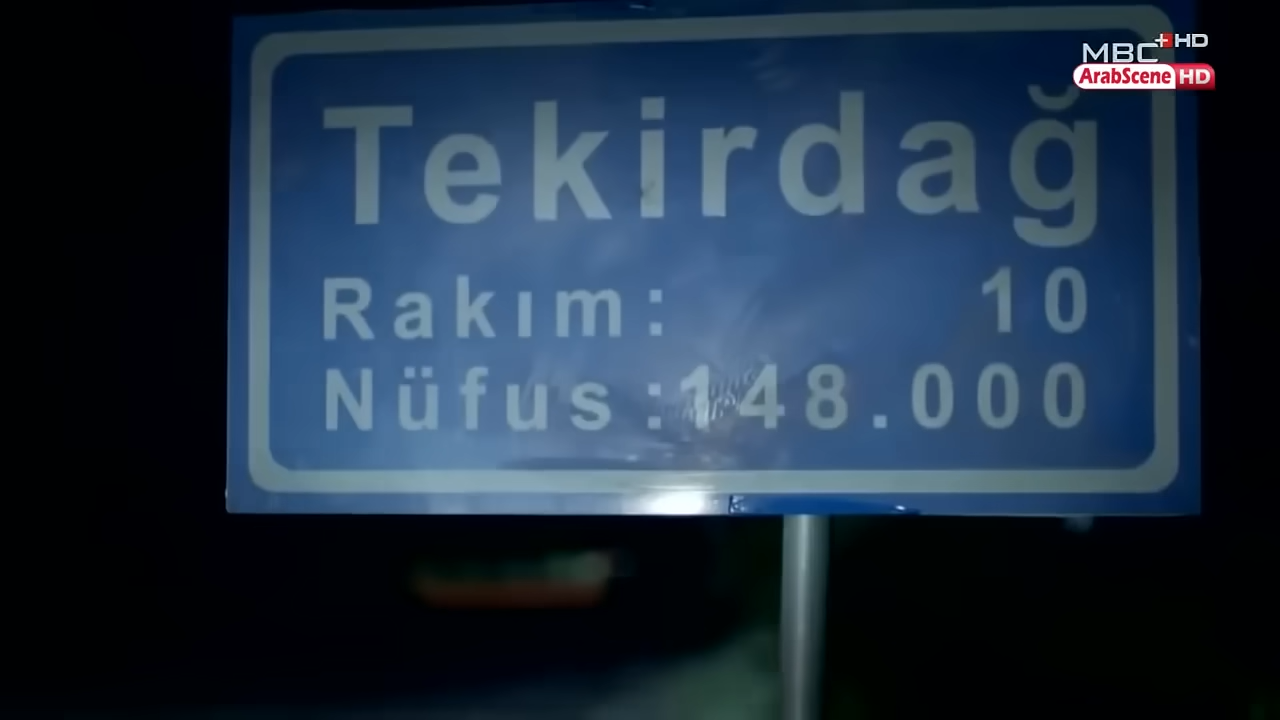 MBC+HD
ArabScene HD
Tekirdağ
Rakım: 10
Nüfus:148.000